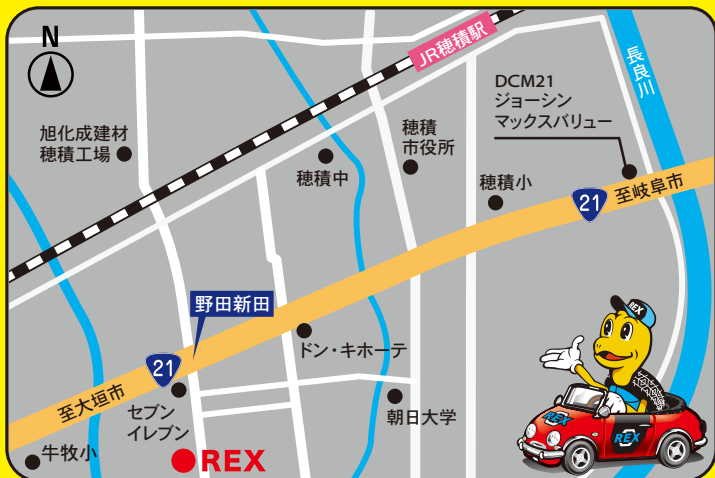 N
JR穂積駅
長良川
DCM21
ジョーシン
マックスバリュー
旭化成建材
穂積工場
穂積
市役所
穂積中
穂積小
21
至岐阜市
野田新田
ドン・キホーテ
21
至大垣市
セブン
イレブン
朝日大学
牛牧小
REX
REX
REX